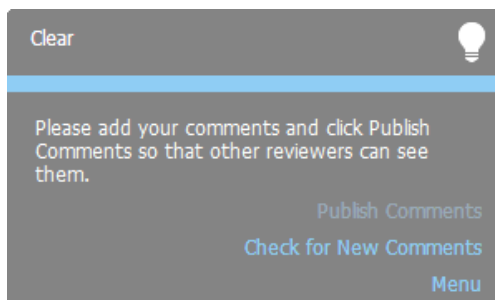 Clear
Please add your comments and click Publish
Comments so that other reviewers can see
them.
Publish Comments
Check for New Comments
Menu